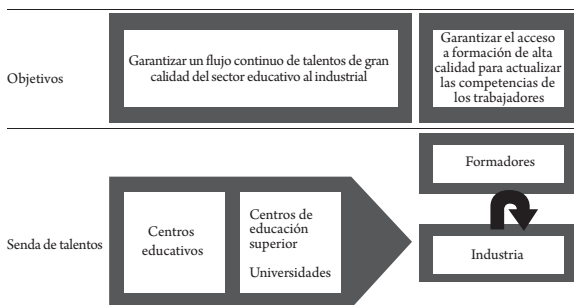 Objetivos
Garantizar un flujo continuo de talentos de gran
calidad del sector educativo al industrial
Garantizar el acceso
a formación de alta
calidad para actualizar
las competencias de
los trabajadores
Senda de talentos
Centros
educativos
Centros de
educación
superior
Universidades
Formadores
Industria